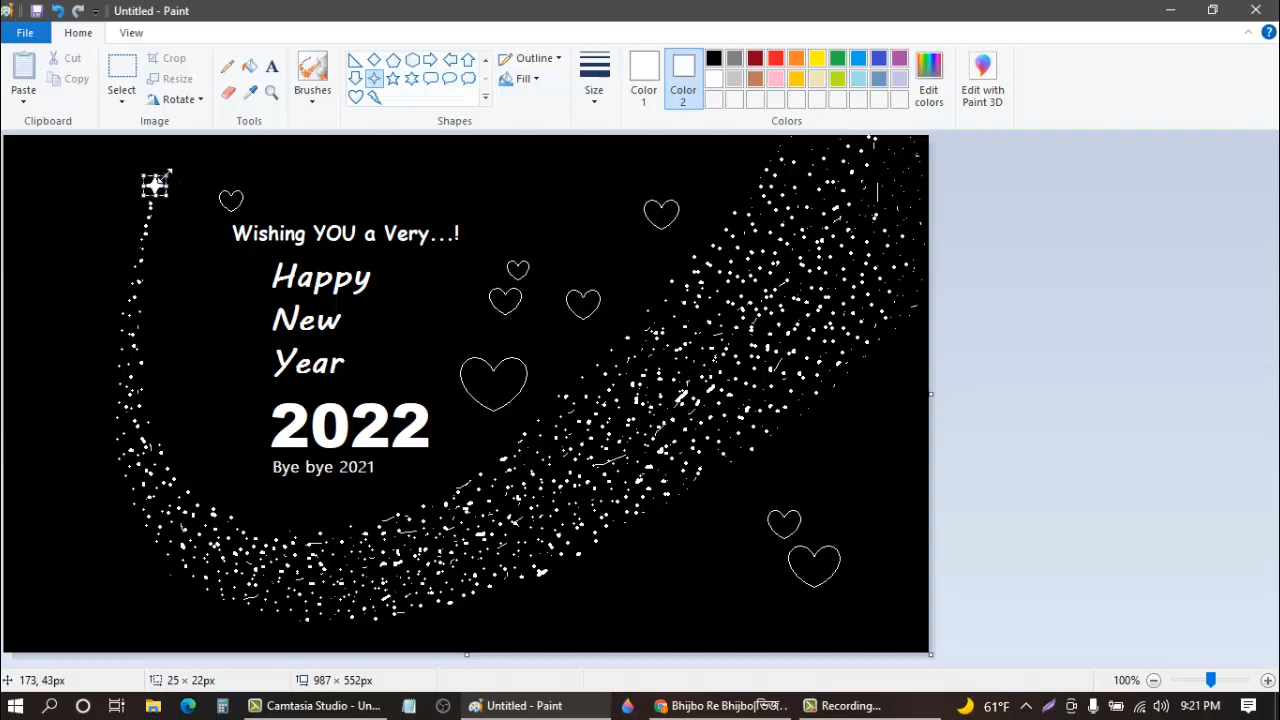 Untitled - Paint
File
Home
View
Paste
Cut
Copy
Clipboard
Select
Crop
Resize
Rotate
Image
A
Tools
Brushes
Outline
Fill
Shapes
Size
Color 1
Color 2
Edit colors
Colors
Edit with Paint 3D
Wishing YOU a Very...!
Happy
New
Year
2022
Bye bye 2021
173, 43px
25 × 22px
987 × 552px
100%
Camtasia Studio - Un...
Untitled - Paint
Bhijbo Re Bhijbo|
Recording...
61°F
9:21 PM